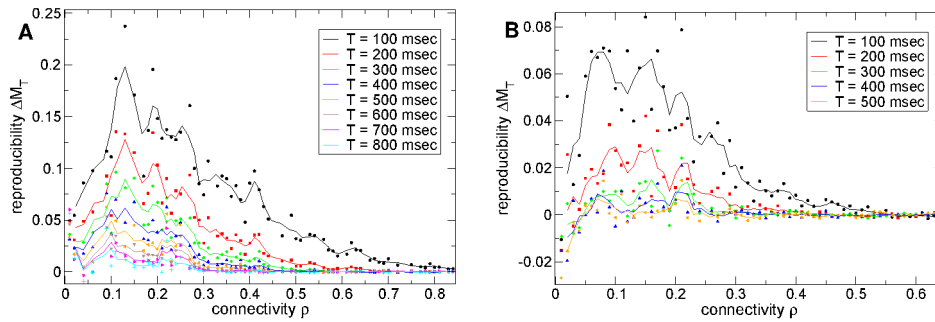 A
reproducibility ΔM_T
0.25
0.2
0.15
0.1
0.05
0
0 0.1 0.2 0.3 0.4 0.5 0.6 0.7 0.8
connectivity ρ
T = 100 msec
T = 200 msec
T = 300 msec
T = 400 msec
T = 500 msec
T = 600 msec
T = 700 msec
T = 800 msec
B
reproducibility ΔM_T
0.08
0.06
0.04
0.02
0
-0.02
0 0.1 0.2 0.3 0.4 0.5 0.6
connectivity ρ
T = 100 msec
T = 200 msec
T = 300 msec
T = 400 msec
T = 500 msec